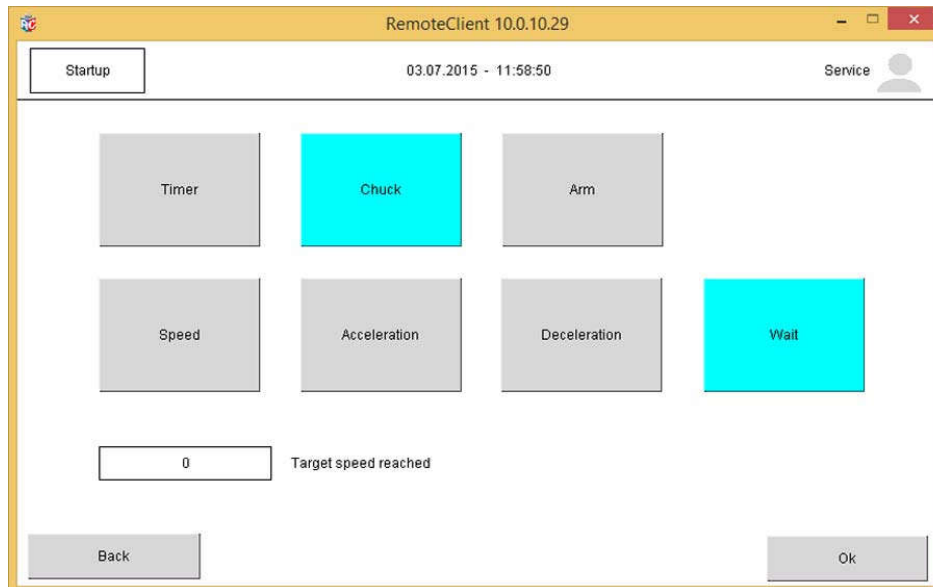 RemoteClient 10.0.10.29
Startup
03.07.2015 - 11:58:50
Service
Timer
Chuck
Arm
Speed
Acceleration
Deceleration
Wait
0
Target speed reached
Back
Ok